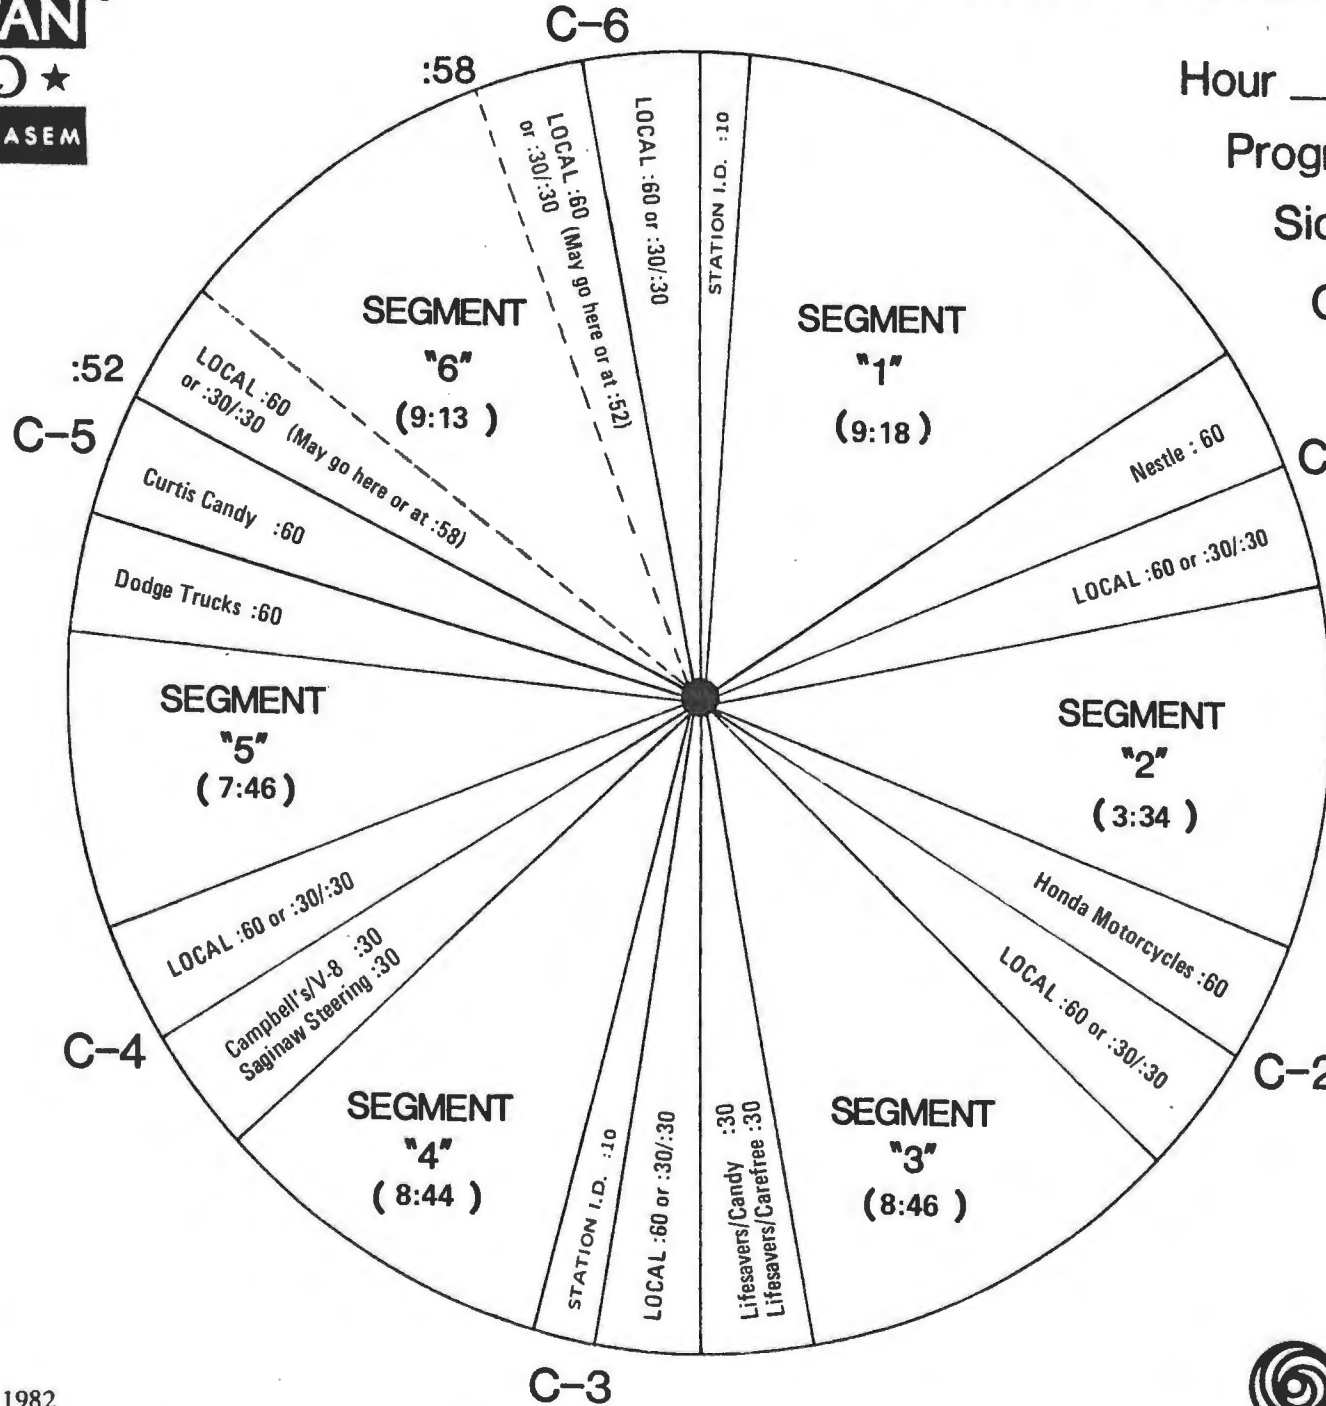 AN
★
ASEM
C-6
:58
Hour
Progr
LOCAL :60 (May go here or at :52)
or :30/:30
LOCAL :60 or :30/:30
STATION I.D. :10
SEGMENT
"1"
(9:18)
SEGMENT
"6"
(9:13 )
:52
C-5
LOCAL :60 (May go here or at :58)
or :30/:30
Curtis Candy :60
Dodge Trucks :60
Nestle : 60
C
LOCAL :60 or :30/:30
SEGMENT
"5"
( 7:46 )
SEGMENT
"2"
( 3:34 )
Honda Motorcycles :60
LOCAL :60 or :30/:30
C-2
LOCAL :60 or :30/:30
Campbell's/V-8 :30
Saginaw Steering :30
C-4
SEGMENT
"4"
( 8:44 )
STATION I.D. :10
LOCAL :60 or :30/:30
Lifesavers/Candy :30
Lifesavers/Carefree :30
SEGMENT
"3"
(8:46 )
C-3
1982